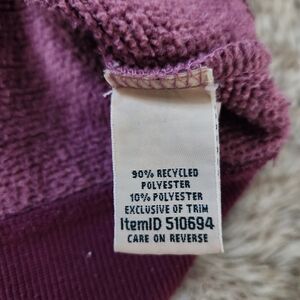 90% RECYCLED
POLYESTER
10% POLYESTER
EXCLUSIVE OF TRIM
ItemID 510694
CARE ON REVERSE